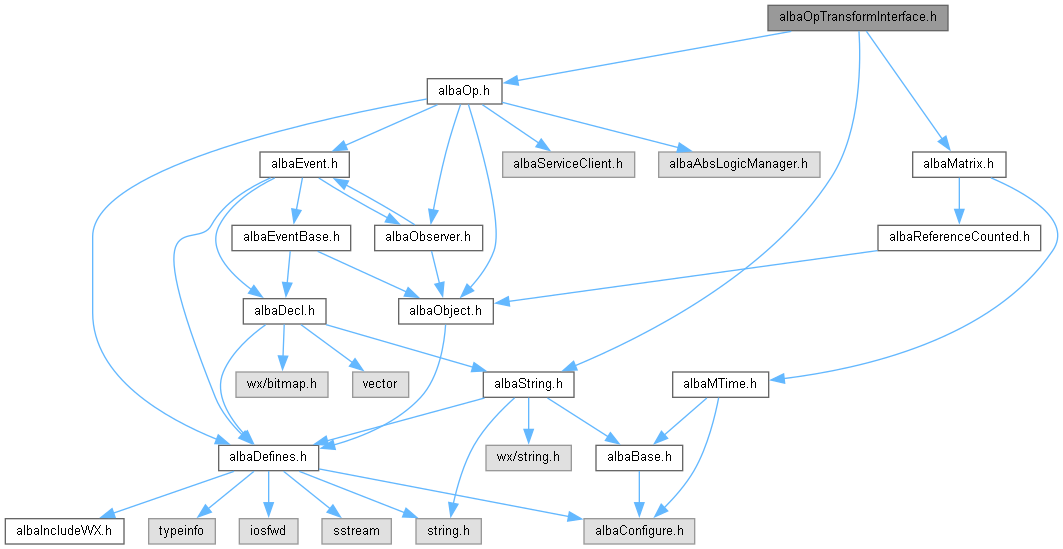 albaOpTransformInterface.h
albaOp.h
albaEvent.h
albaServiceClient.h
albaAbsLogicManager.h
albaMatrix.h
albaEventBase.h
albaObserver.h
albaReferenceCounted.h
albaDecl.h
albaObject.h
wx/bitmap.h
vector
albaString.h
albaMTime.h
albaDefines.h
wx/string.h
albaBase.h
albaIncludeWX.h
typeinfo
iosfwd
sstream
string.h
albaConfigure.h